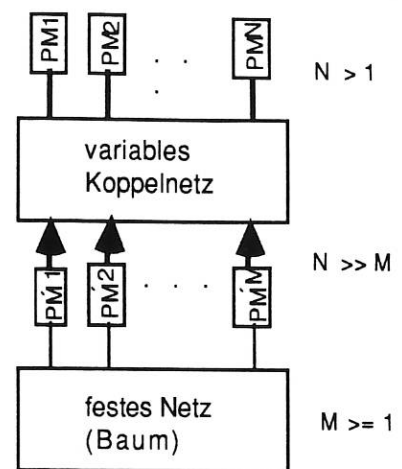 PM1 PM2 . . . PMN
N > 1
variables
Koppelnetz
PM´1 PM´2 . . . PM´M
N >> M
festes Netz
(Baum)
M >= 1